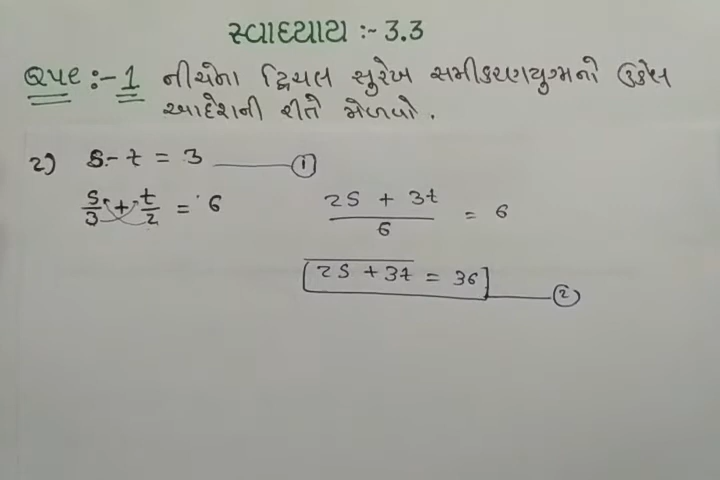 સ્વાધ્યાય :- 3.3
પ્રશ્ન :- 1 નીચેના દ્વિચલ સુરેખ સમીકરણયુગ્મનો ઉકેલ
આદેશની રીતે મેળવો.
2) s - t = 3 ①
s/3 + t/2 = 6
2s + 3t / 6 = 6
2s + 3t = 36 ②